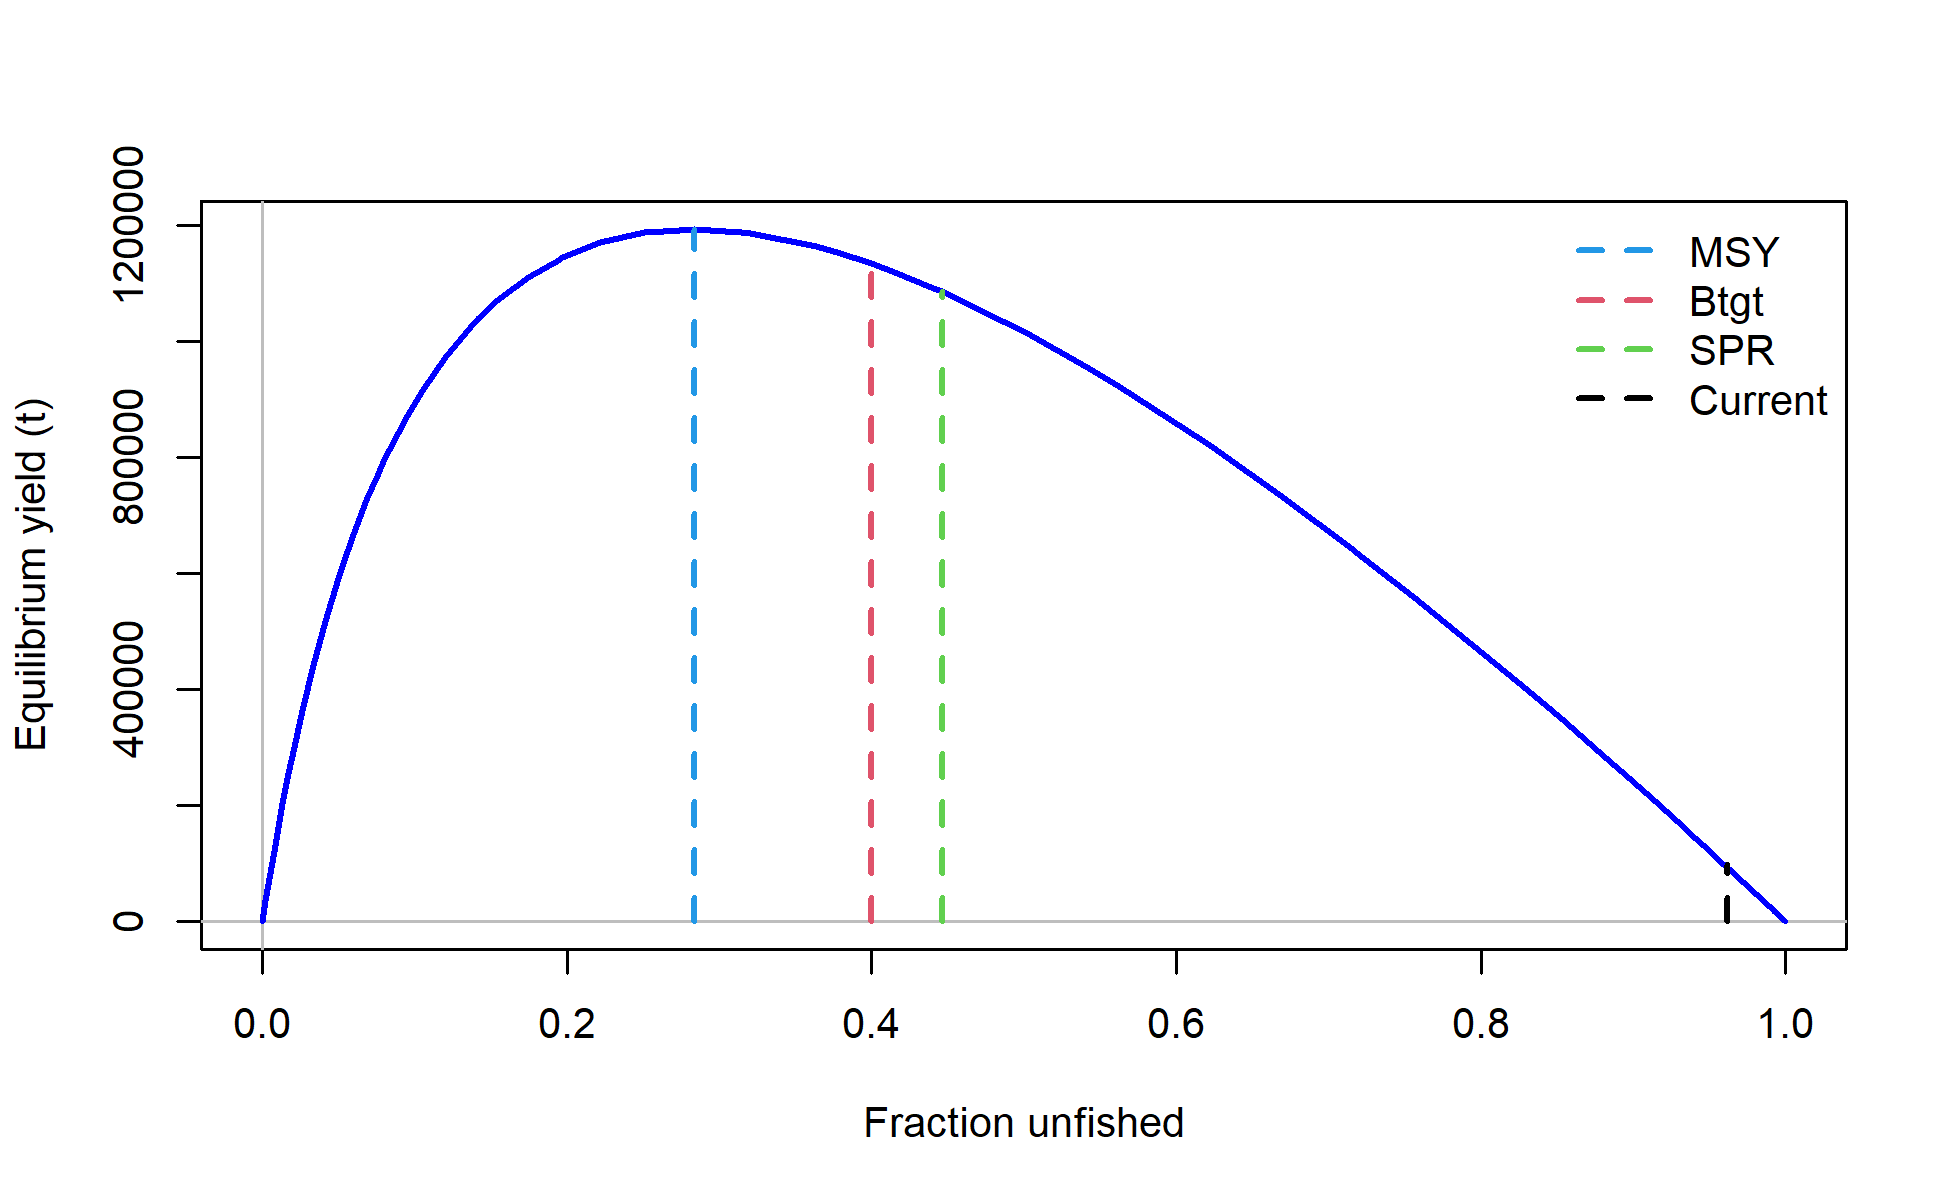 Equilibrium yield (t)
1200000
800000
400000
0
MSY
Btgt
SPR
Current
0.0 0.2 0.4 0.6 0.8 1.0
Fraction unfished